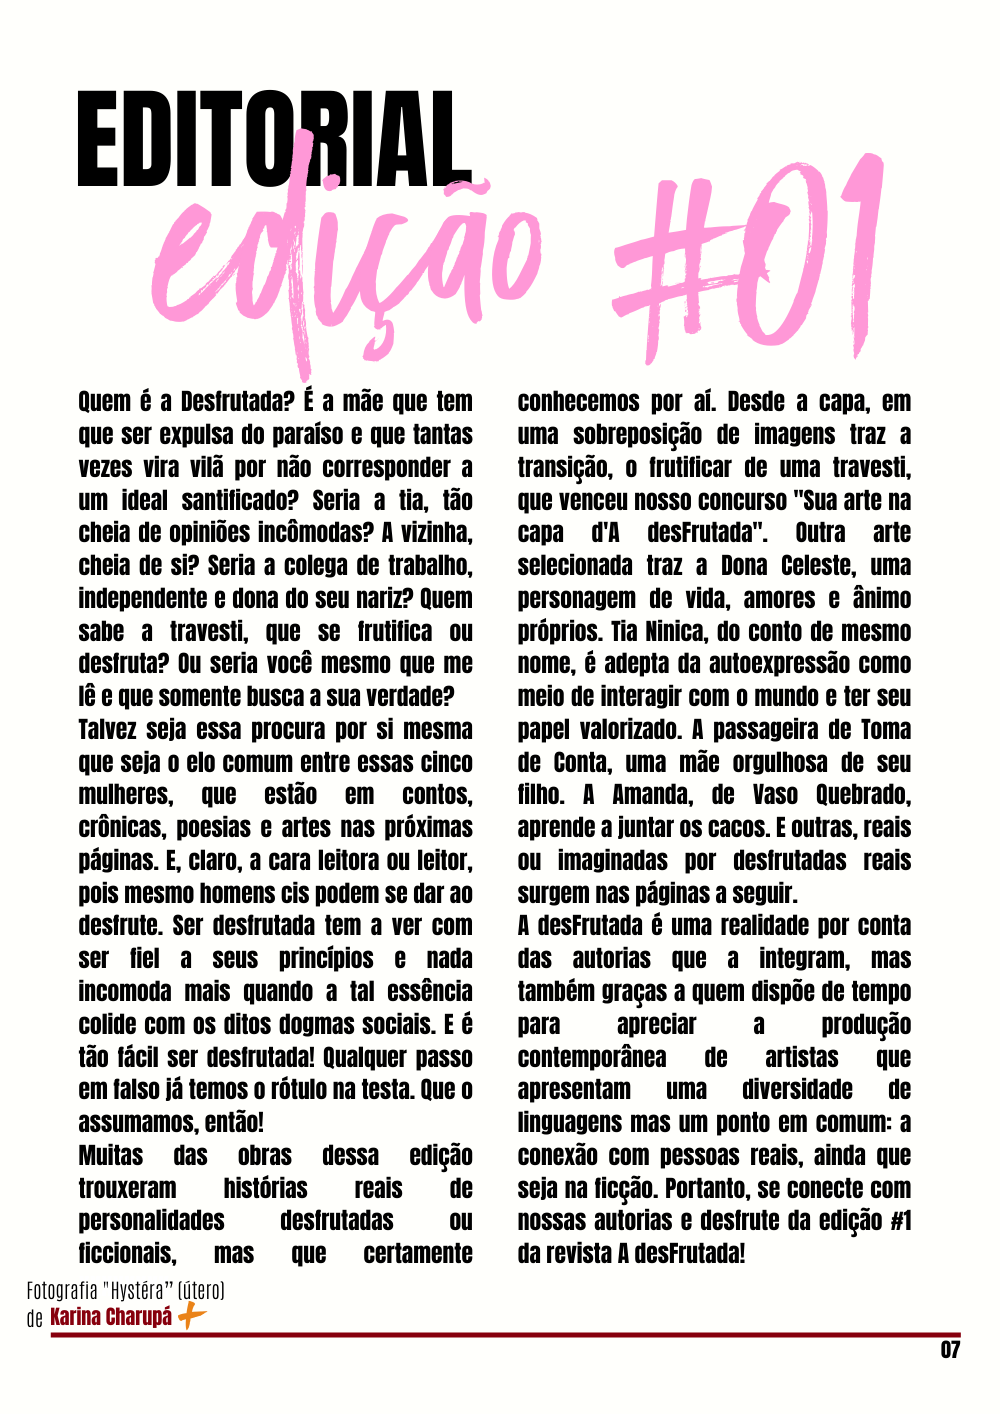 EDITORIAL
edição #01
Quem é a Desfrutada? É a mãe que tem
que ser expulsa do paraíso e que tantas
vezes vira vilã por não corresponder a
um ideal santificado? Seria a tia, tão
cheia de opiniões incômodas? A vizinha,
cheia de si? Seria a colega de trabalho,
independente e dona do seu nariz? Quem
sabe a travesti, que se frutifica ou
desfruta? Ou seria você mesmo que me
lê e que somente busca a sua verdade?
Talvez seja essa procura por si mesma
que seja o elo comum entre essas cinco
mulheres, que estão em contos,
crônicas, poesias e artes nas próximas
páginas. E, claro, a cara leitora ou leitor,
pois mesmo homens cis podem se dar ao
desfrute. Ser desfrutada tem a ver com
ser fiel a seus princípios e nada
incomoda mais quando a tal essência
colide com os ditos dogmas sociais. E é
tão fácil ser desfrutada! Qualquer passo
em falso já temos o rótulo na testa. Que o
assumamos, então!
Muitas das obras dessa edição
trouxeram histórias reais de
personalidades desfrutadas ou
ficcionais, mas que certamente
conhecemos por aí. Desde a capa, em
uma sobreposição de imagens traz a
transição, o frutificar de uma travesti,
que venceu nosso concurso "Sua arte na
capa d'A desFrutada". Outra arte
selecionada traz a Dona Celeste, uma
personagem de vida, amores e ânimo
próprios. Tia Ninica, do conto de mesmo
nome, é adepta da autoexpressão como
meio de interagir com o mundo e ter seu
papel valorizado. A passageira de Toma
de Conta, uma mãe orgulhosa de seu
filho. A Amanda, de Vaso Quebrado,
aprende a juntar os cacos. E outras, reais
ou imaginadas por desfrutadas reais
surgem nas páginas a seguir.
A desFrutada é uma realidade por conta
das autorias que a integram, mas
também graças a quem dispõe de tempo
para apreciar a produção
contemporânea de artistas que
apresentam uma diversidade de
linguagens mas um ponto em comum: a
conexão com pessoas reais, ainda que
seja na ficção. Portanto, se conecte com
nossas autorias e desfrute da edição #1
da revista A desFrutada!
Fotografia "Hystéra” (útero)
de Karina Charupá
07